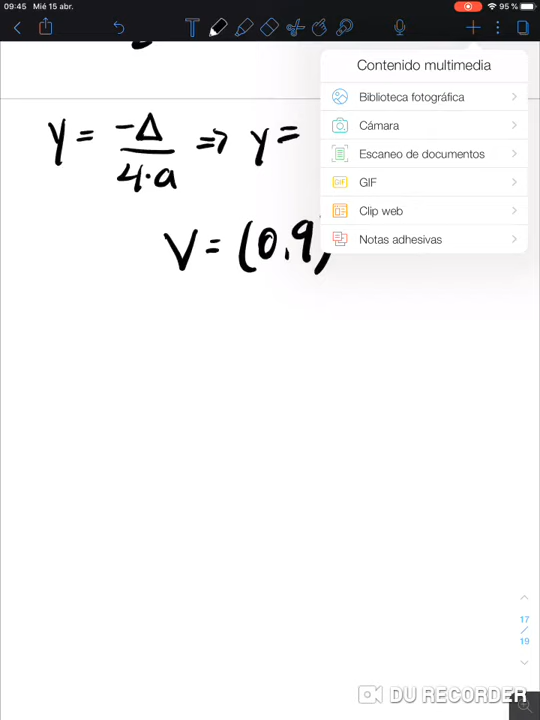 09:45 Mié 15 abr. 95 %
Contenido multimedia
Biblioteca fotográfica
Cámara
Escaneo de documentos
GIF GIF
Clip web
Notas adhesivas
y = -Δ / 4·a ⇒ y =
V = (0.9)
17
/
19
DU RECORDER